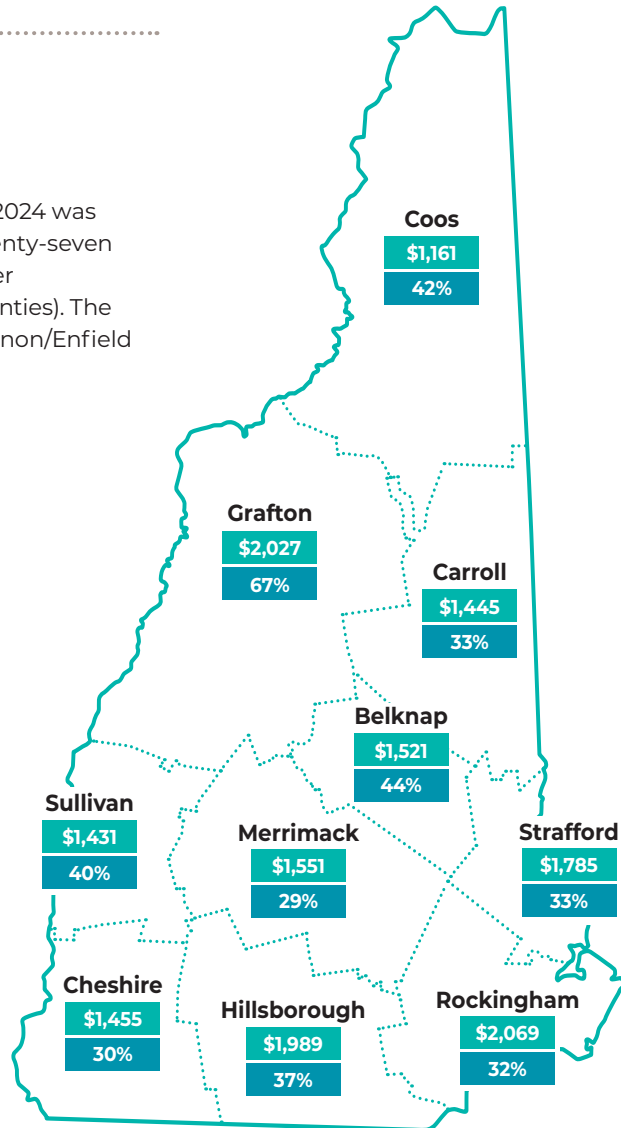 2024 was
enty-seven
er
nties). The
non/Enfield
Coos
$1,161
42%
Grafton
$2,027
67%
Carroll
$1,445
33%
Belknap
$1,521
44%
Sullivan
$1,431
40%
Merrimack
$1,551
29%
Strafford
$1,785
33%
Cheshire
$1,455
30%
Hillsborough
$1,989
37%
Rockingham
$2,069
32%